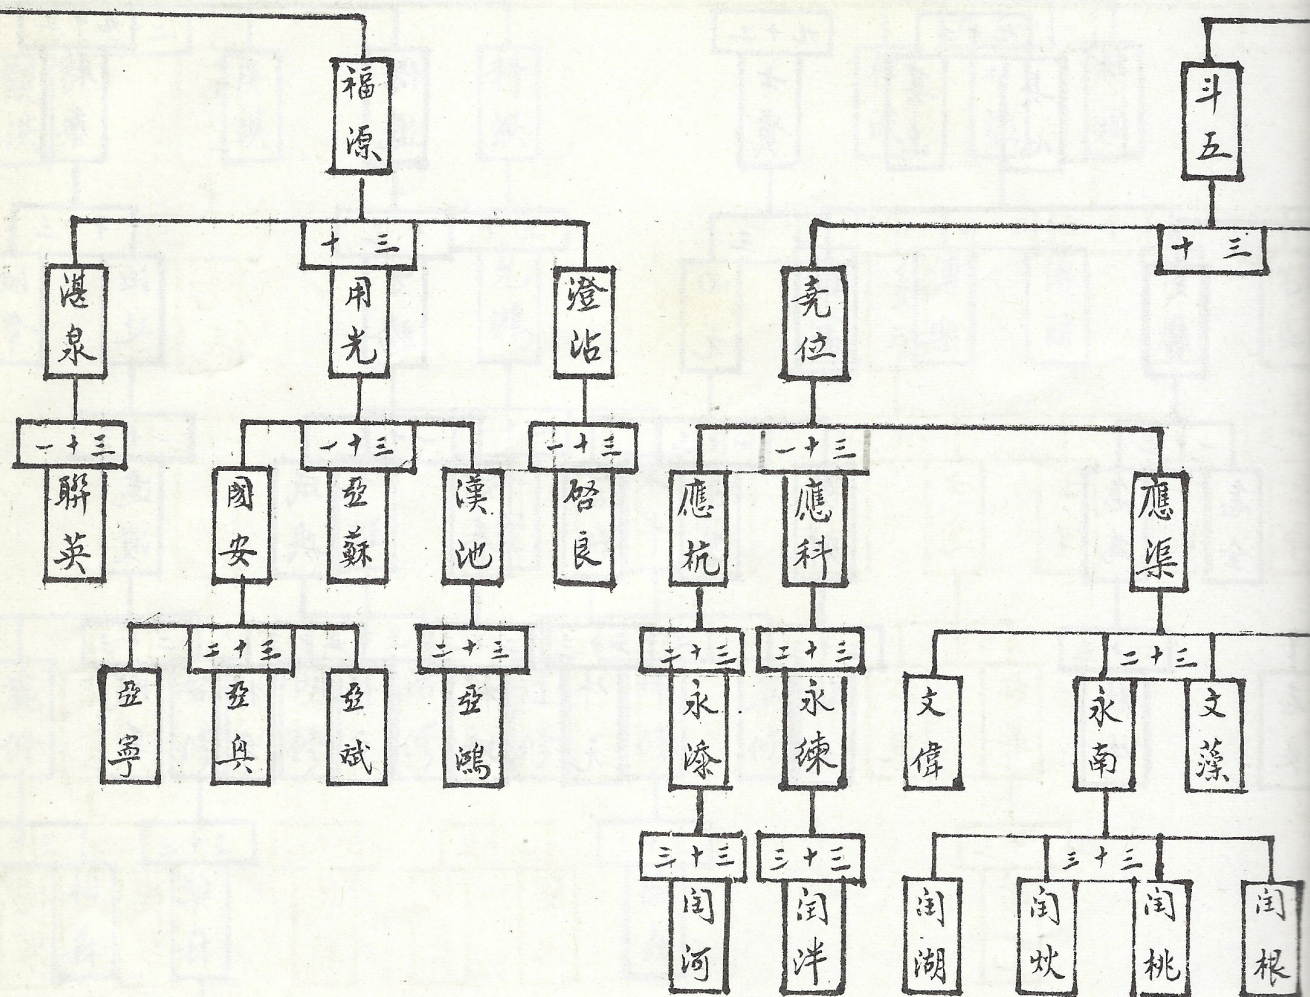 斗五
福源
三十
三十
尭位
澄沾
用光
湛泉
三十一
三十一
三十一
三十一
應渠
應科
應杭
啓良
漢池
亞蘇
國安
聯英
三十二
三十二
三十二
三十二
三十二
文藻
永南
文偉
永練
永添
亞鴻
亞斌
亞
亞寧
三十三
三十三
三十三
闰根
闰桃
闰
闰湖
闰泮
闰河